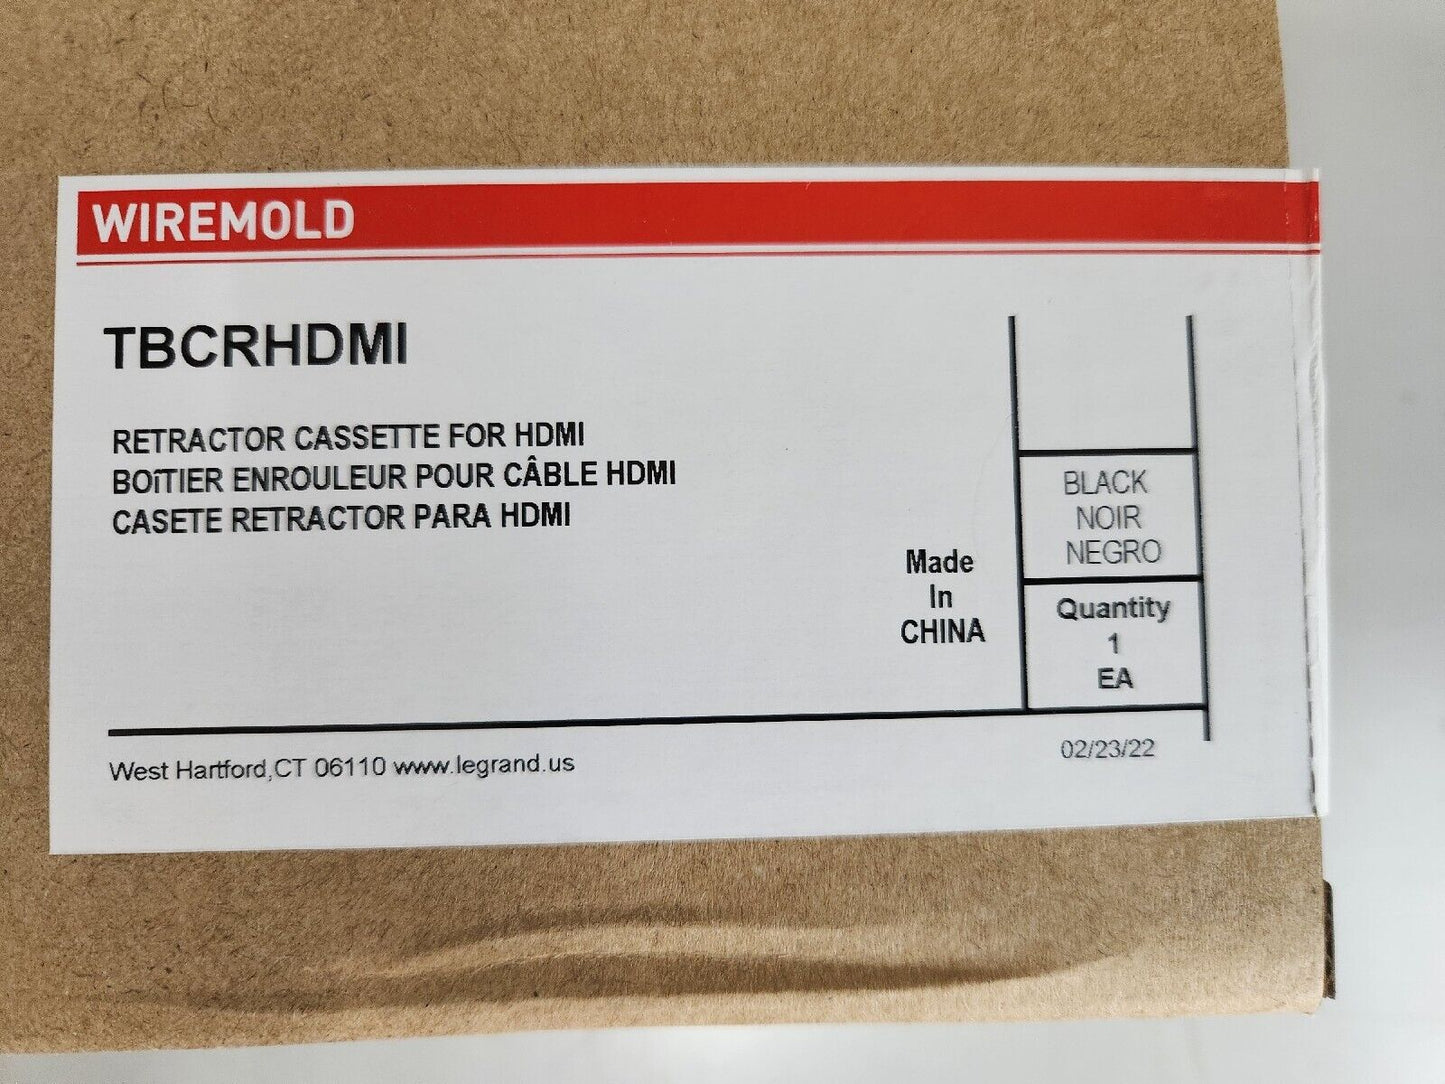 WIREMOLD
TBCRHDMI
RETRACTOR CASSETTE FOR HDMI
BOîTIER ENROULEUR POUR CÂBLE HDMI
CASETE RETRACTOR PARA HDMI
Made
In
CHINA
BLACK
NOIR
NEGRO
Quantity
1
EA
West Hartford,CT 06110 www.legrand.us
02/23/22